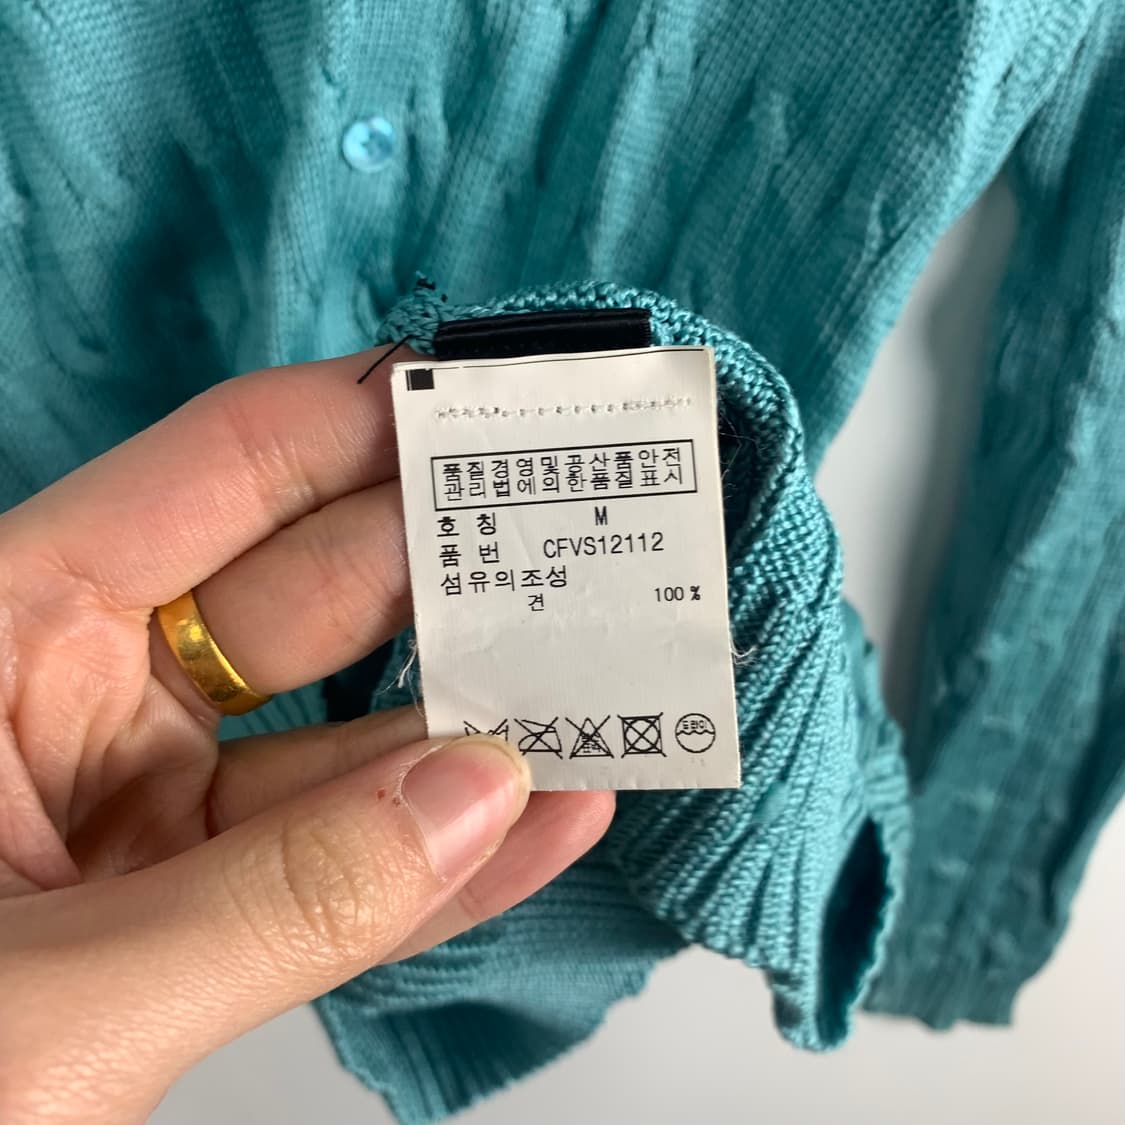 품질경영및공산품안전
관리법에의한품질표시
호 칭 M
품 번 CFVS12112
섬유의조성
견 100 %
드라이